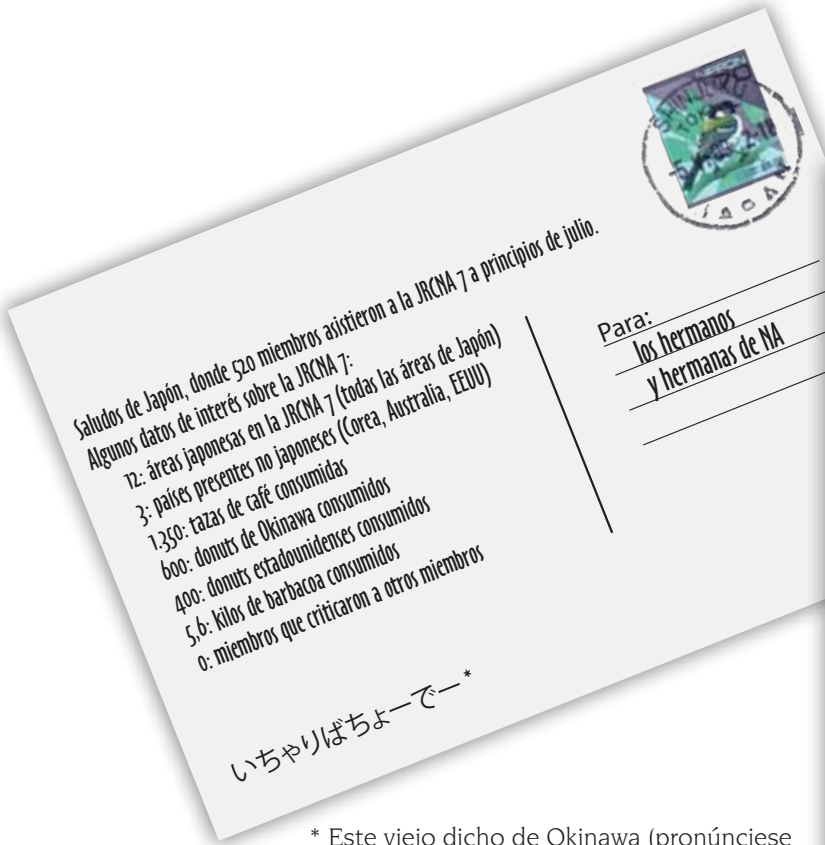 Saludos de Japón, donde 520 miembros asistieron a la JRCNA 7 a principios de julio.
Algunos datos de interés sobre la JRCNA 7:
12: áreas japonesas en la JRCNA 7 (todas las áreas de Japón)
3: países presentes no japoneses (Corea, Australia, EEUU)
1.350: tazas de café consumidas
600: donuts de Okinawa consumidos
400: donuts estadounidenses consumidos
5,6: kilos de barbacoa consumidos
0: miembros que criticaron a otros miembros
いちゃりばちょーでー*
Para:
los hermanos
y hermanas de NA
NIPPON
TOKYO
JAPAN
* Este viejo dicho de Okinawa (pronúnciese